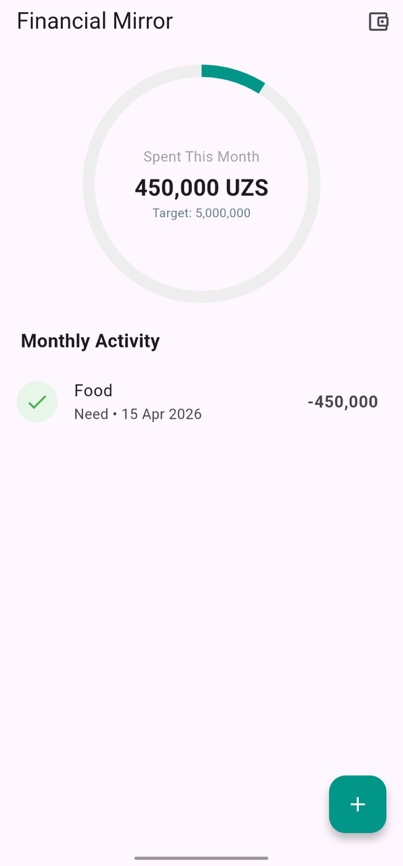 Financial Mirror
Spent This Month
450,000 UZS
Target: 5,000,000
Monthly Activity
Food
-450,000
Need • 15 Apr 2026
+